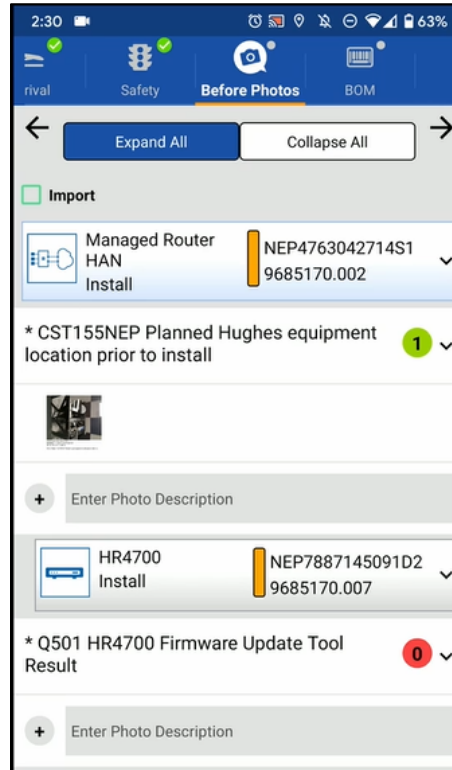 2:30
63%
rival
Safety
Before Photos
BOM
Expand All
Collapse All
Import
Managed Router
HAN
Install
NEP4763042714S1
9685170.002
* CST155NEP Planned Hughes equipment
location prior to install
1
Enter Photo Description
HR4700
Install
NEP7887145091D2
9685170.007
* Q501 HR4700 Firmware Update Tool
Result
0
Enter Photo Description